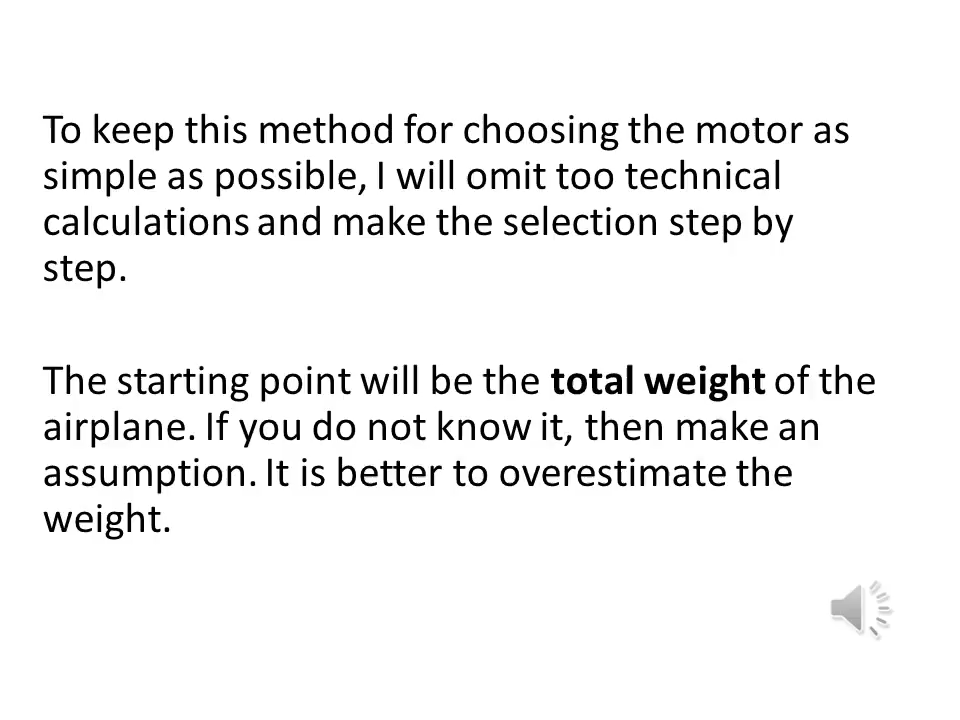 To keep this method for choosing the motor as
simple as possible, I will omit too technical
calculations and make the selection step by
step.
The starting point will be the total weight of the
airplane. If you do not know it, then make an
assumption. It is better to overestimate the
weight.